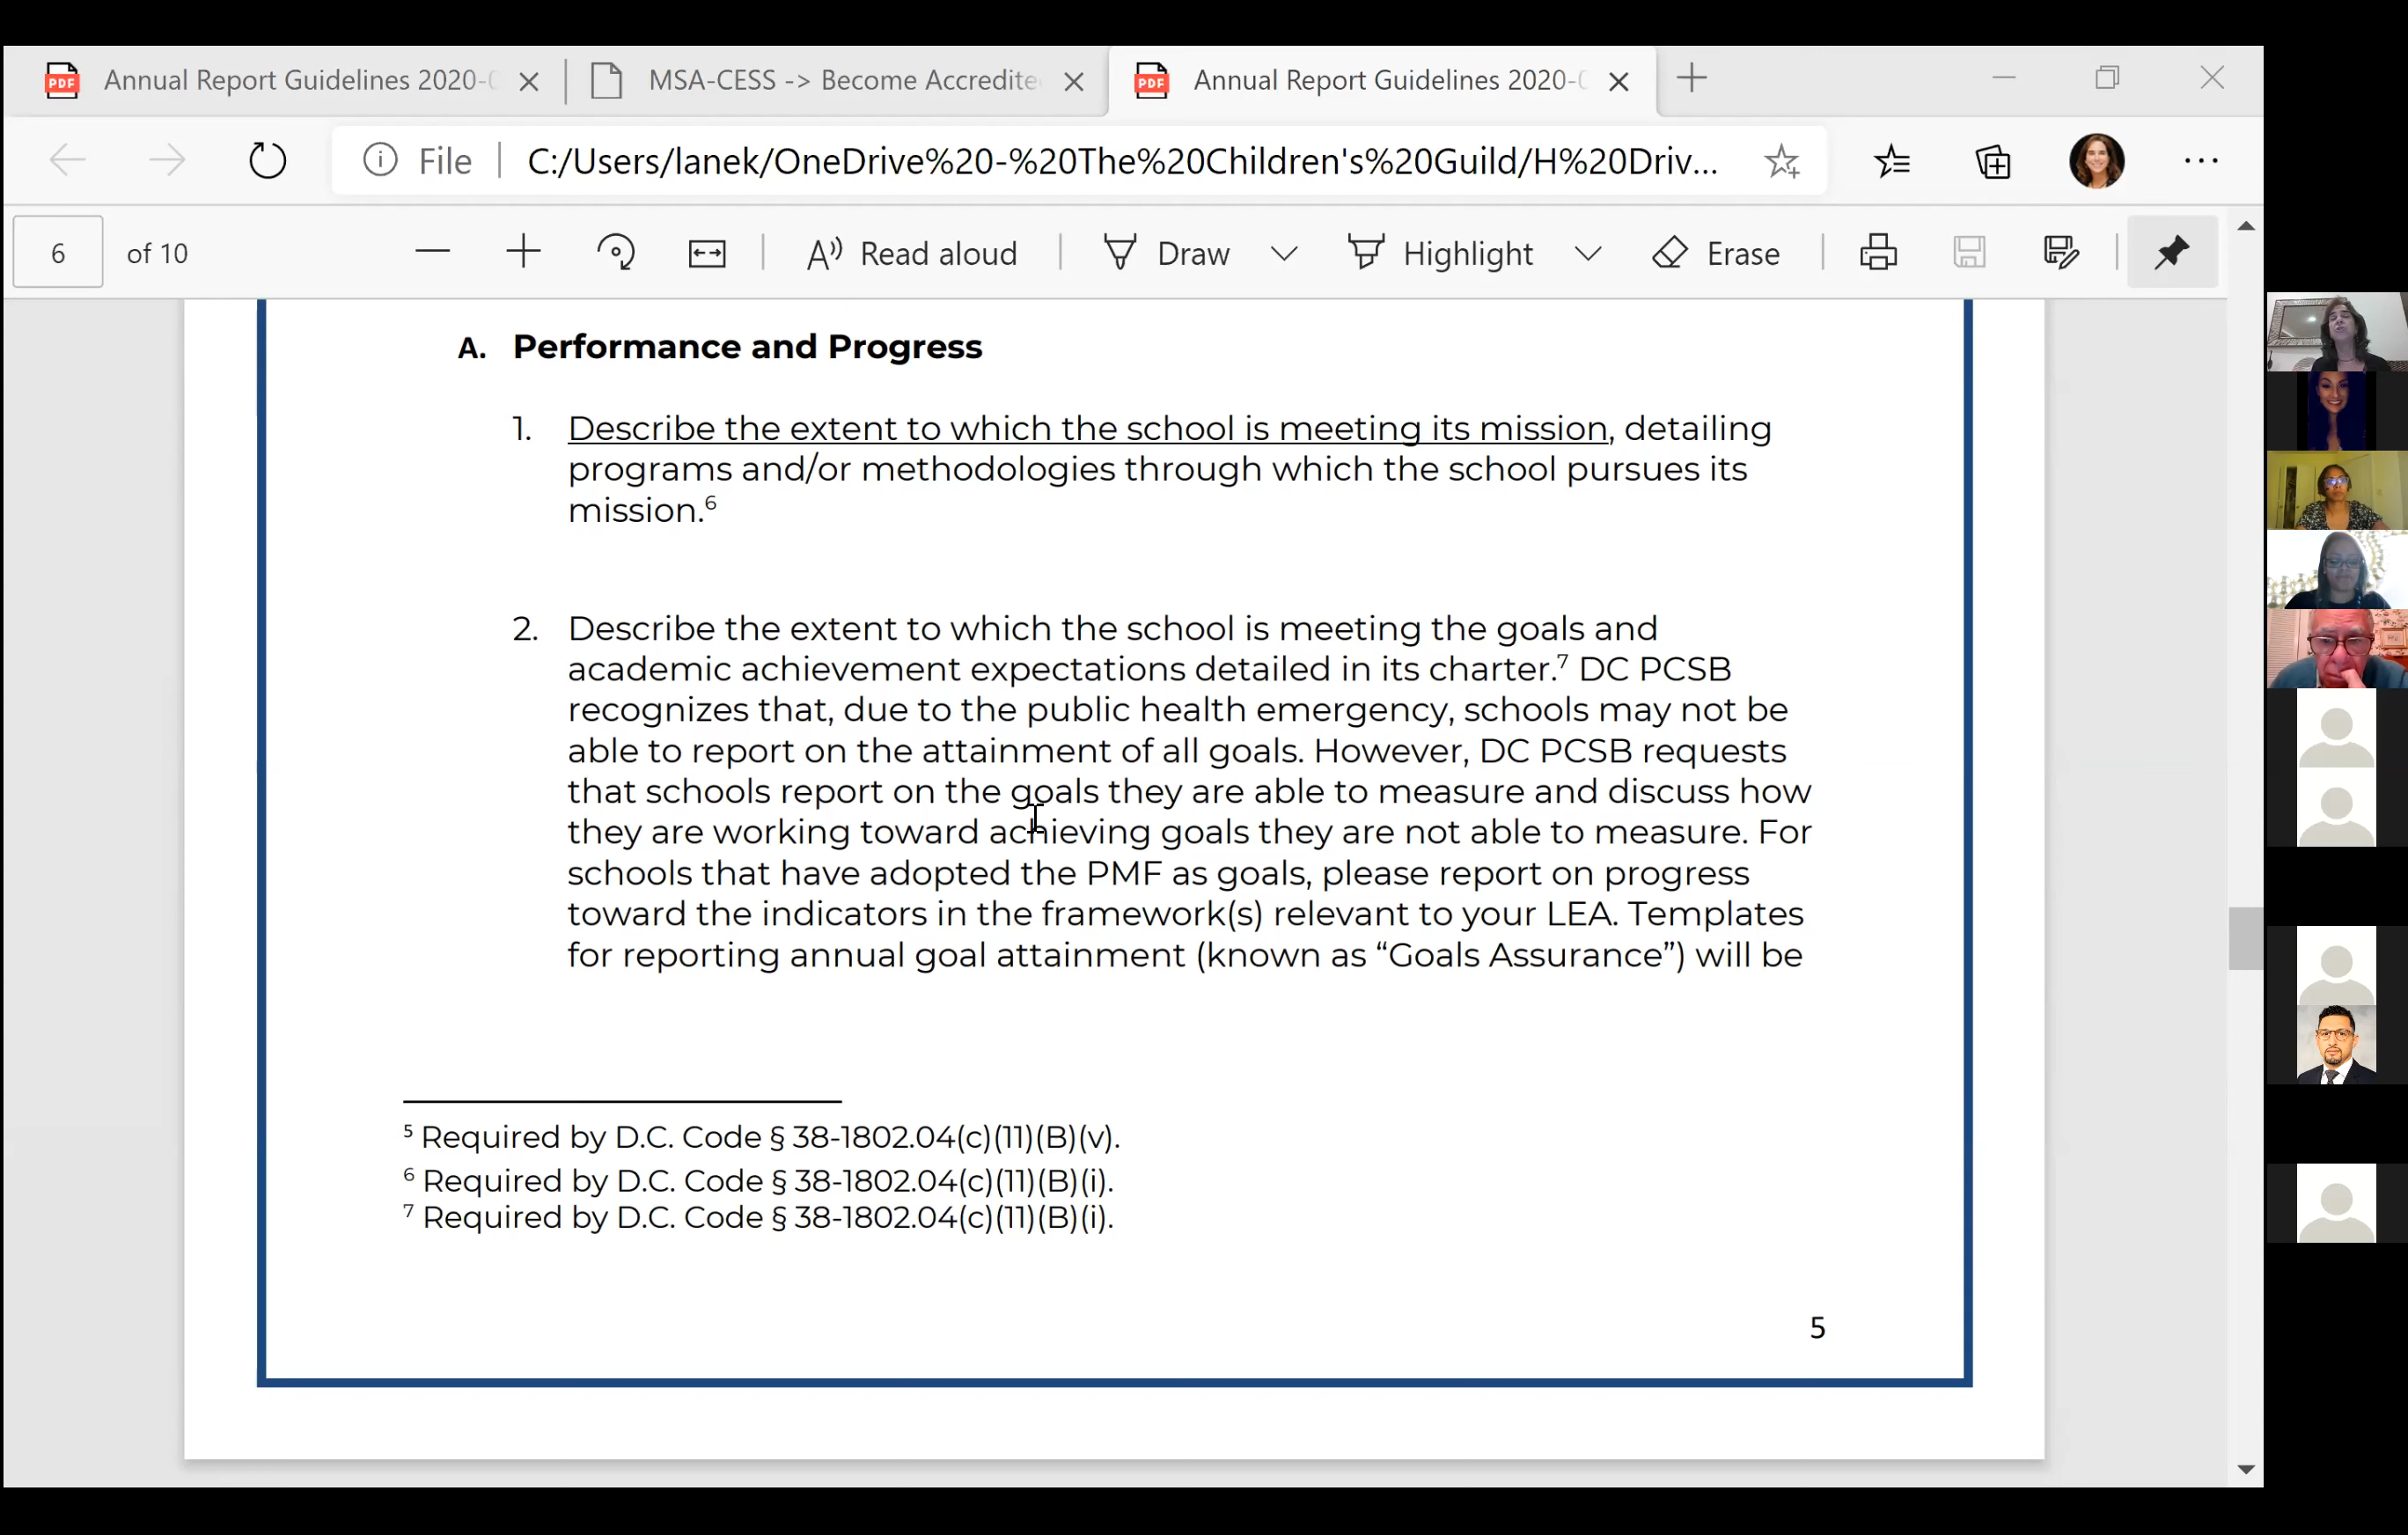 Annual Report Guidelines 2020-
MSA-CESS -> Become Accredite
Annual Report Guidelines 2020-
File
C:/Users/lanek/OneDrive%20-%20The%20Children's%20Guild/H%20Driv...
6 of 10
Read aloud
Draw
Highlight
Erase
A. Performance and Progress
1. Describe the extent to which the school is meeting its mission, detailing
programs and/or methodologies through which the school pursues its
mission.⁶
2. Describe the extent to which the school is meeting the goals and
academic achievement expectations detailed in its charter.⁷ DC PCSB
recognizes that, due to the public health emergency, schools may not be
able to report on the attainment of all goals. However, DC PCSB requests
that schools report on the goals they are able to measure and discuss how
they are working toward achieving goals they are not able to measure. For
schools that have adopted the PMF as goals, please report on progress
toward the indicators in the framework(s) relevant to your LEA. Templates
for reporting annual goal attainment (known as “Goals Assurance”) will be
⁵ Required by D.C. Code § 38-1802.04(c)(11)(B)(v).
⁶ Required by D.C. Code § 38-1802.04(c)(11)(B)(i).
⁷ Required by D.C. Code § 38-1802.04(c)(11)(B)(i).
5